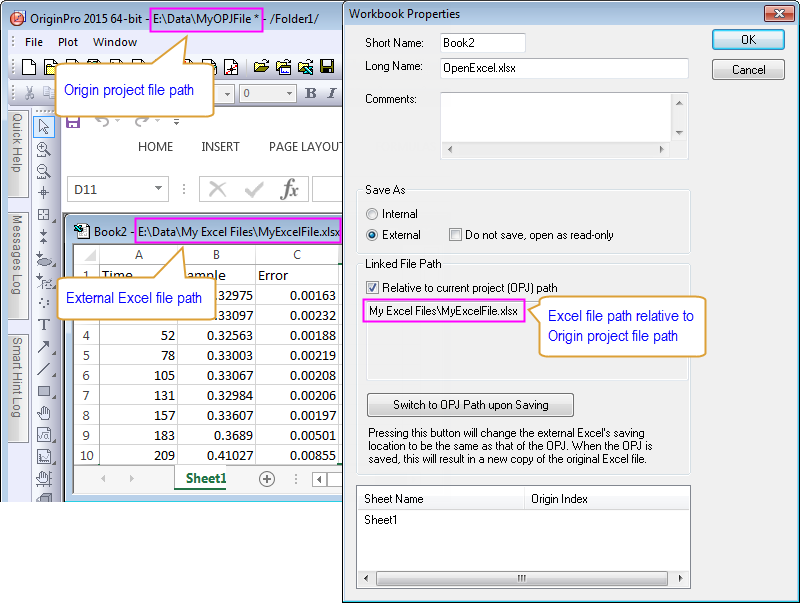 OriginPro 2015 64-bit - E:\Data\MyOPJFile * - /Folder1/
File Plot Window
Origin project file path
0 B I
Quick Help
Messages Log
Smart Hint Log
HOME INSERT PAGE LAYOU
D11 fx
Book2 - E:\Data\My Excel Files\MyExcelFile.xlsx
A B C
1 Time ample Error
External Excel file path
.32975 0.00163
.33097 0.00232
4 52 0.32563 0.00188
5 78 0.33003 0.00219
6 105 0.33067 0.00208
7 131 0.32984 0.00206
8 157 0.33607 0.00197
9 183 0.3689 0.00501
10 209 0.41027 0.00855
Sheet1
Workbook Properties
Short Name: Book2
OK
Long Name: OpenExcel.xlsx
Cancel
Comments:
Save As
Internal
External Do not save, open as read-only
Linked File Path
Relative to current project (OPJ) path
My Excel Files\MyExcelFile.xlsx
Excel file path relative to
Origin project file path
Switch to OPJ Path upon Saving
Pressing this button will change the external Excel's saving
location to be the same as that of the OPJ. When the OPJ is
saved, this will result in a new copy of the original Excel file.
Sheet Name Origin Index
Sheet1